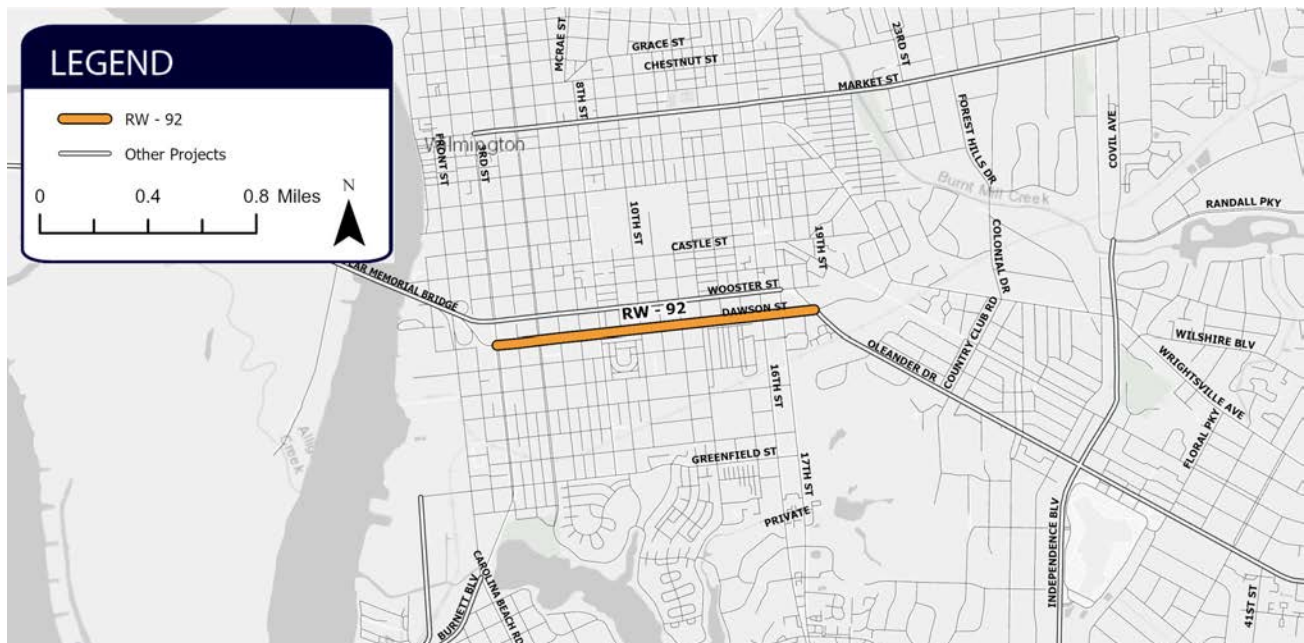 LEGEND
RW - 92
Other Projects
0 0.4 0.8 Miles
N
MCRAE ST
GRACE ST
CHESTNUT ST
23RD ST
8TH ST
MARKET ST
FRONT ST
3RD ST
Wilmington
FOREST HILLS DR
COVIL AVE
Burnt Mill Creek
RANDALL PKY
10TH ST
CASTLE ST
19TH ST
COLONIAL DR
MEMORIAL BRIDGE
WOOSTER ST
RW - 92
DAWSON ST
COUNTRY CLUB RD
OLEANDER DR
WILSHIRE BLV
WRIGHTSVILLE AVE
16TH ST
FLORAL PKY
Creek
GREENFIELD ST
17TH ST
PRIVATE
INDEPENDENCE BLV
BURNETT BLV
CAROLINA BEACH RD
41ST ST